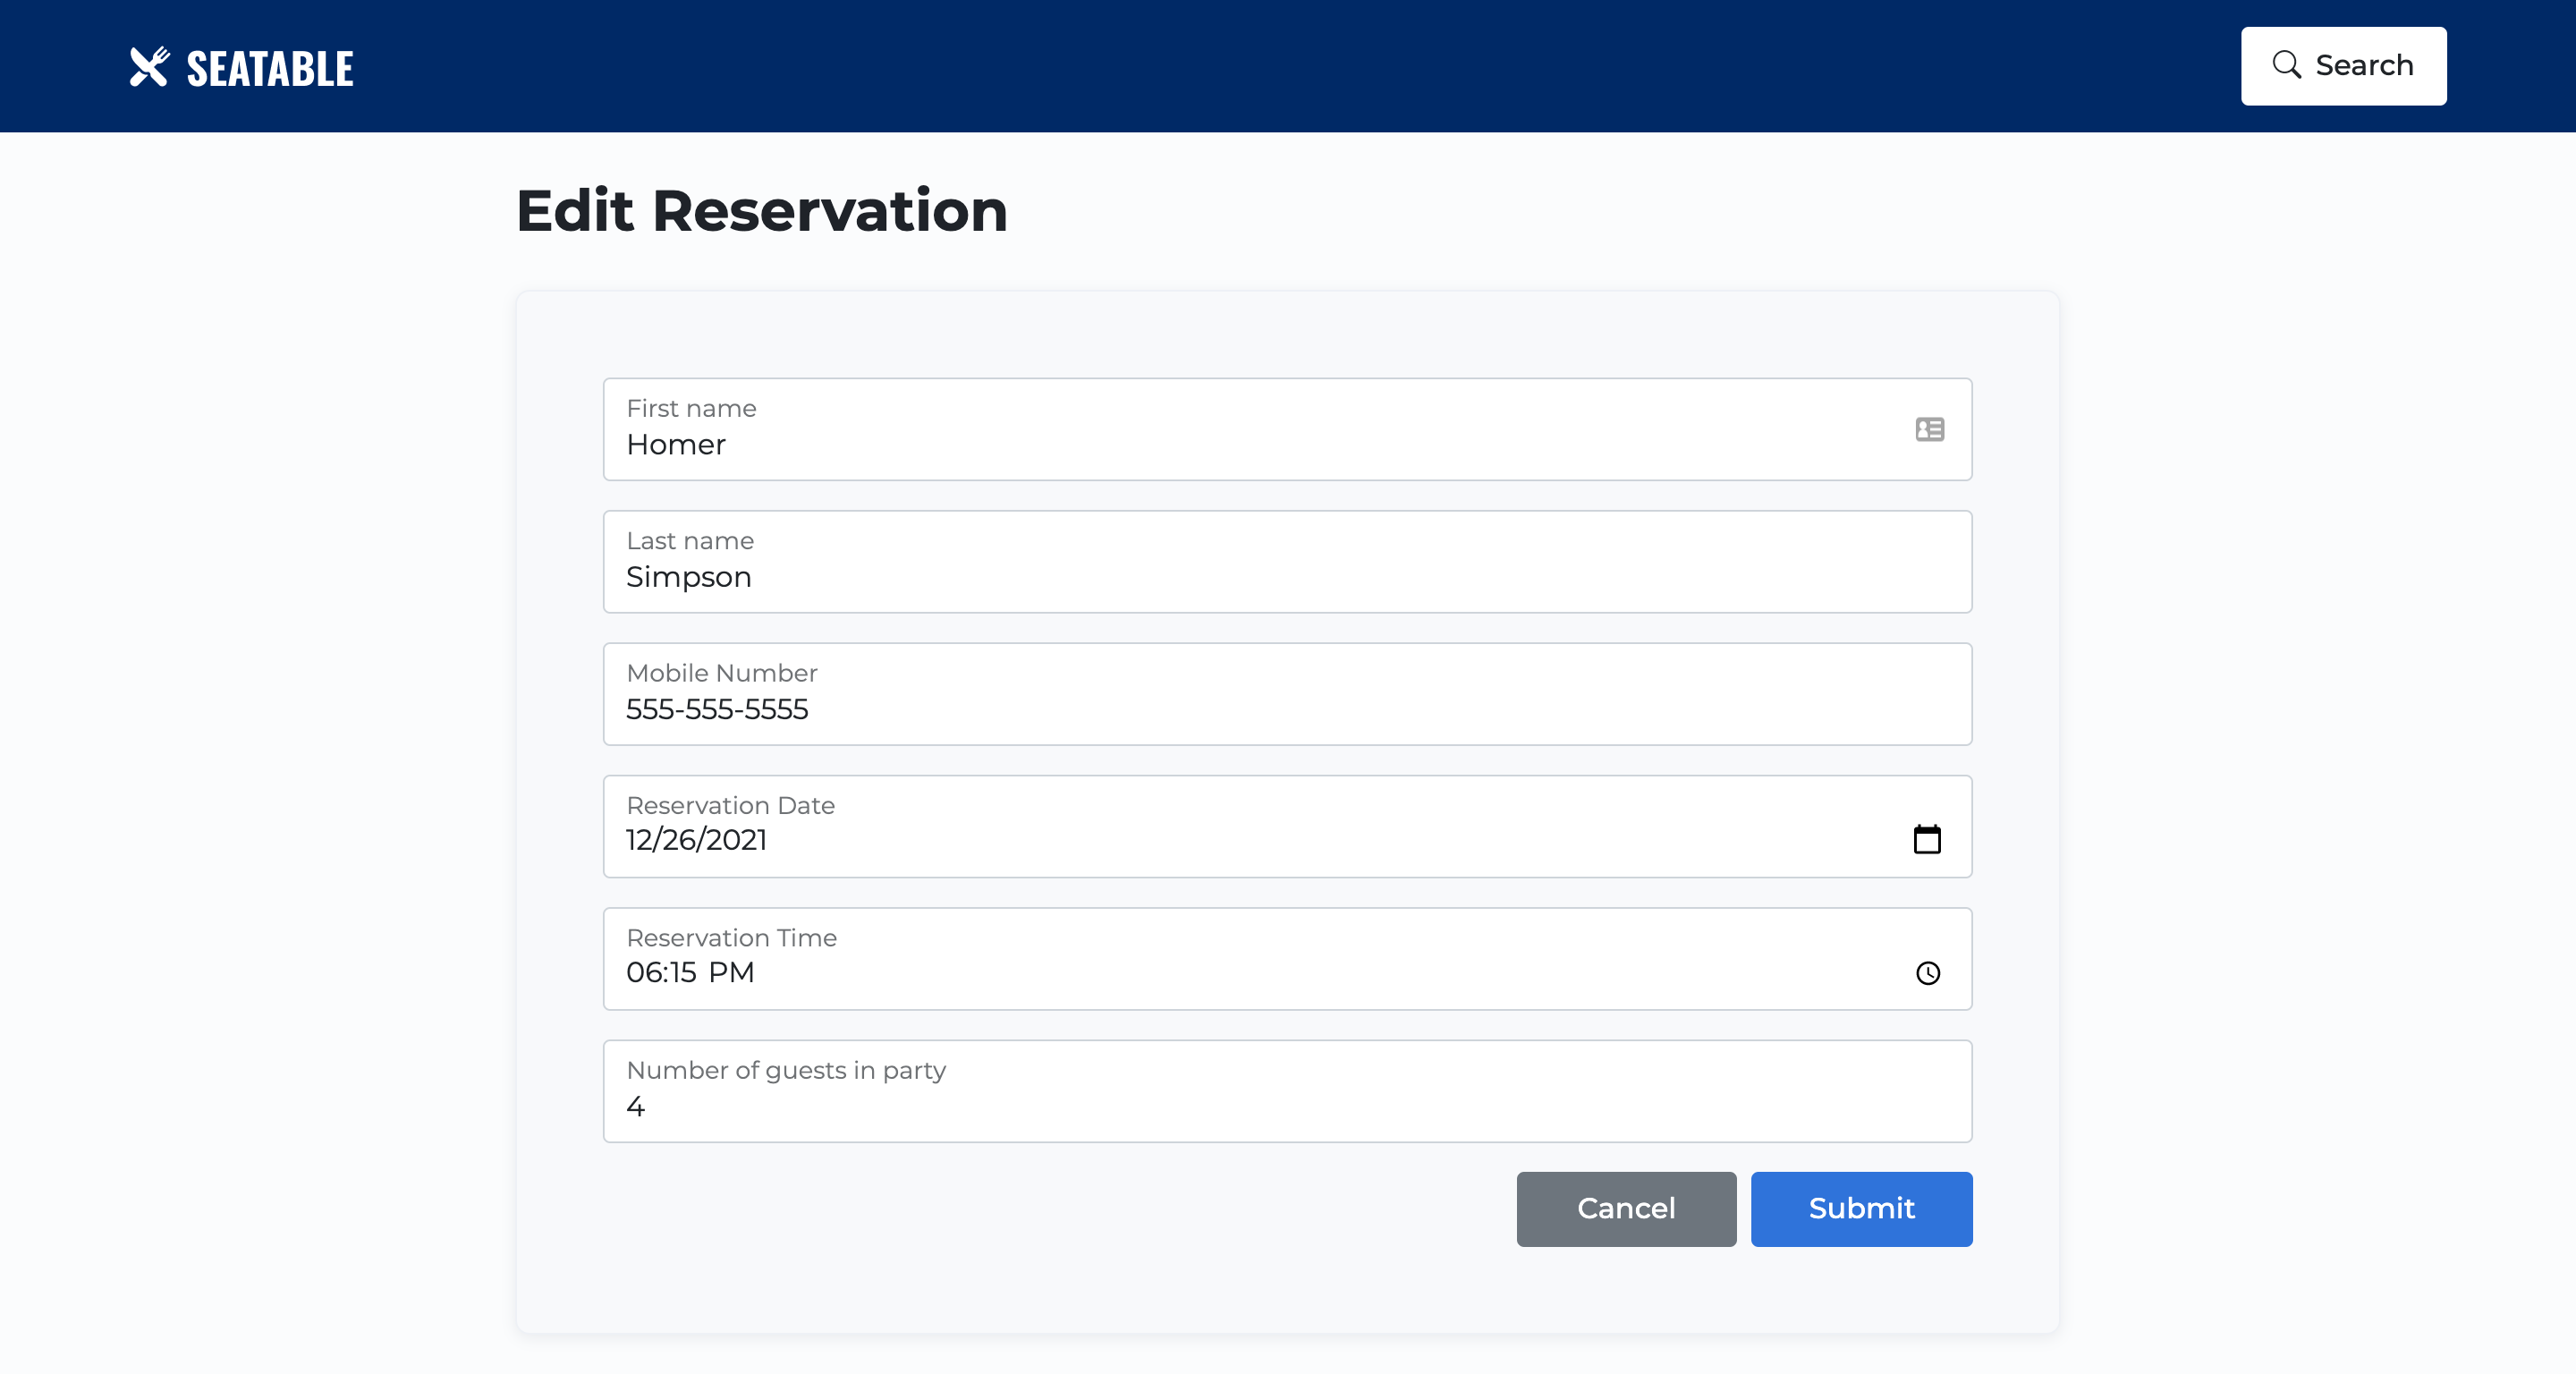 SEATABLE
Search
Edit Reservation
First name
Homer
Last name
Simpson
Mobile Number
555-555-5555
Reservation Date
12/26/2021
Reservation Time
06:15 PM
Number of guests in party
4
Cancel
Submit